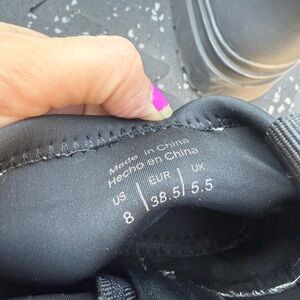 Made in China
Hecho en China
US | EUR | UK
8 | 38.5 | 5.5